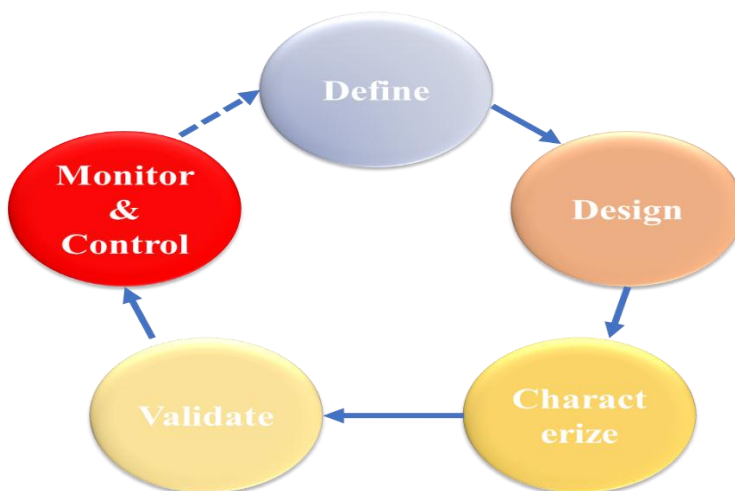 Define
Design
Charact
erize
Validate
Monitor
&
Control